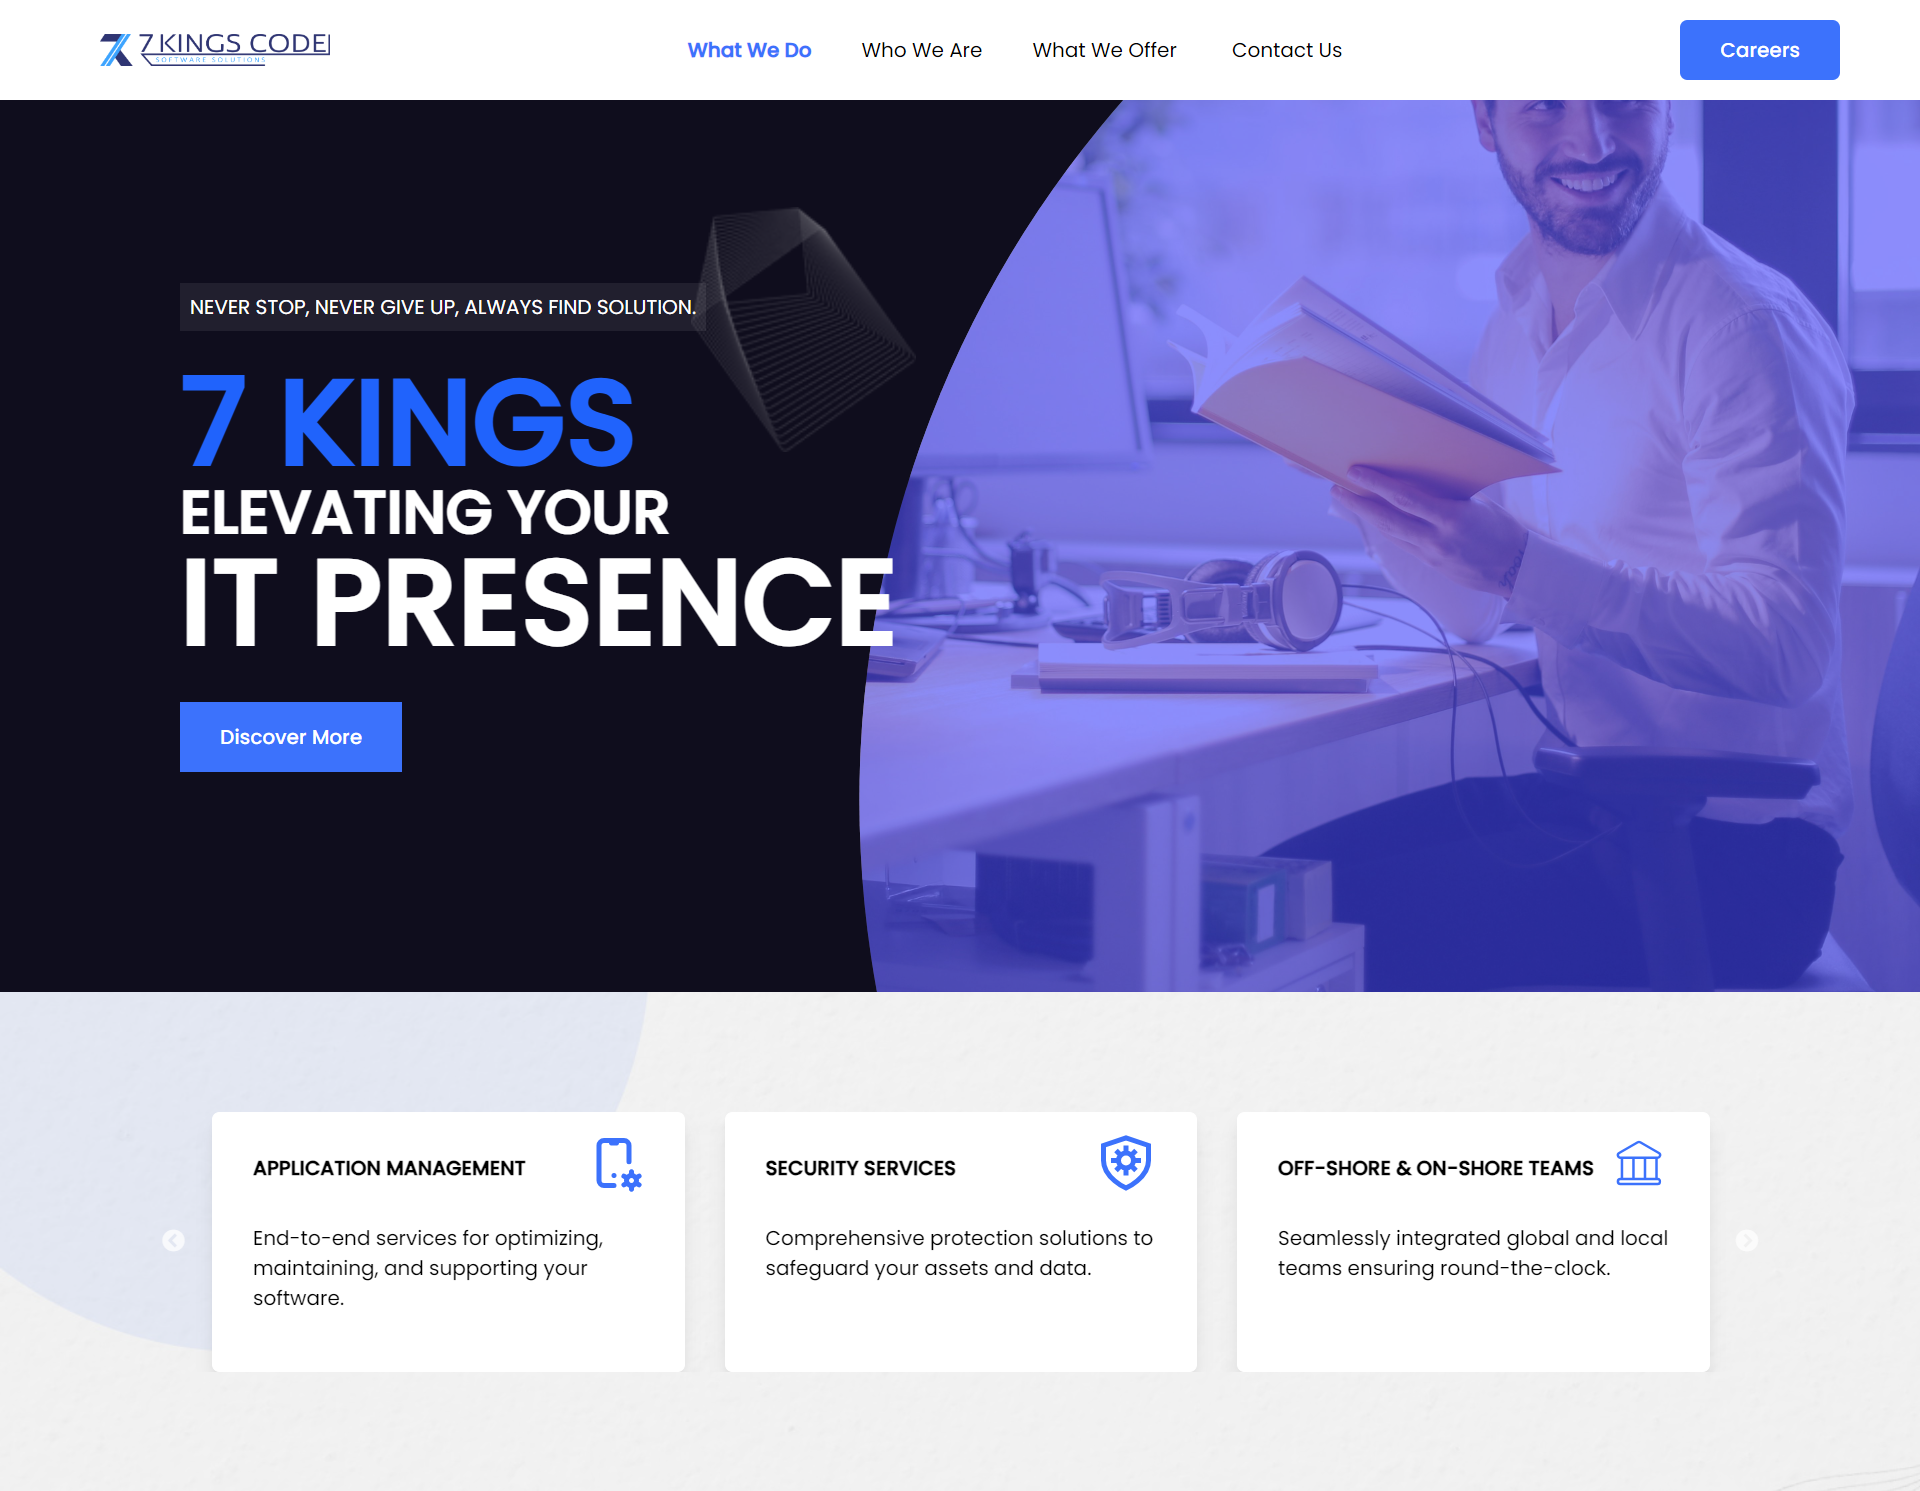 7 KINGS CODE
SOFTWARE SOLUTIONS
What We Do
Who We Are
What We Offer
Contact Us
Careers
NEVER STOP, NEVER GIVE UP, ALWAYS FIND SOLUTION.
7 KINGS
ELEVATING YOUR
IT PRESENCE
Discover More
APPLICATION MANAGEMENT
End-to-end services for optimizing,
maintaining, and supporting your
software.
SECURITY SERVICES
Comprehensive protection solutions to
safeguard your assets and data.
OFF-SHORE & ON-SHORE TEAMS
Seamlessly integrated global and local
teams ensuring round-the-clock.